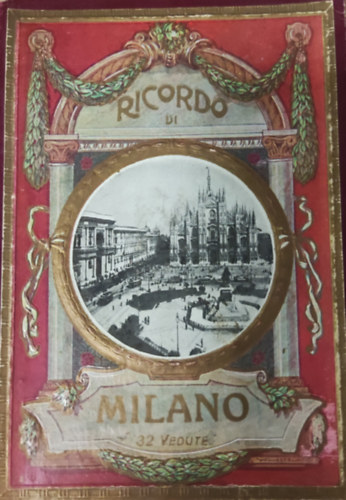 RICORDO
DI
MILANO
32 VEDUTE